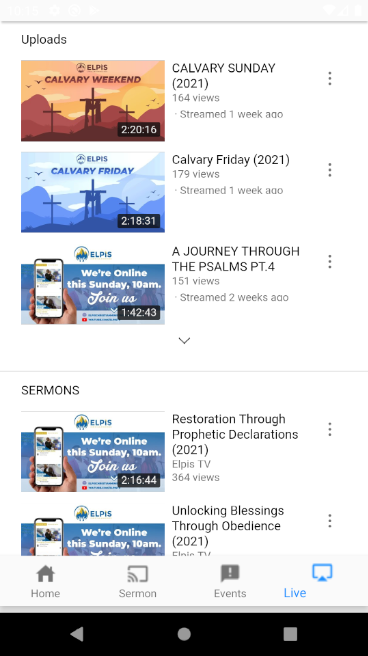 Uploads
ELPIS
CALVARY WEEKEND
2:20:16
CALVARY SUNDAY
(2021)
164 views
· Streamed 1 week ago
ELPIS
CALVARY FRIDAY
2:18:31
Calvary Friday (2021)
179 views
· Streamed 1 week ago
ELPIS
We're Online
this Sunday, 10am.
Join us
1:42:43
A JOURNEY THROUGH
THE PSALMS PT.4
151 views
· Streamed 2 weeks ago
SERMONS
ELPIS
We're Online
this Sunday, 10am.
Join us
2:16:44
Restoration Through
Prophetic Declarations
(2021)
Elpis TV
364 views
ELPIS
We're Online
this Sunday, 10am.
Unlocking Blessings
Through Obedience
(2021)
Elpis TV
Home
Sermon
Events
Live